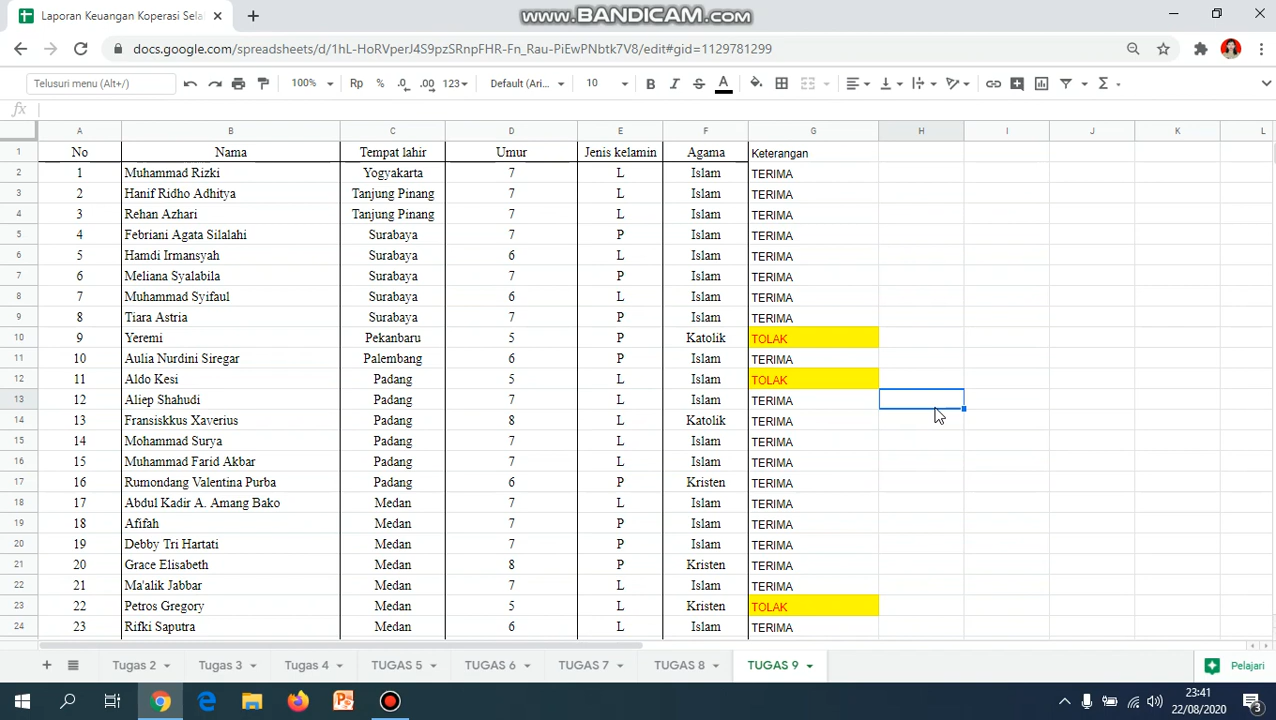 www.BANDICAM.com
Laporan Keuangan Koperasi Sela
docs.google.com/spreadsheets/d/1hL-HoRVperJ4S9pzSRnpFHR-Fn_Rau-PiEwPNbtk7V8/edit#gid=1129781299
Telusuri menu (Alt+/) 100% Rp % .0 .00 123 Default (Ari... 10 B I S A
fx
A B C D E F G H I J K L
1 No Nama Tempat lahir Umur Jenis kelamin Agama Keterangan
2 1 Muhammad Rizki Yogyakarta 7 L Islam TERIMA
3 2 Hanif Ridho Adhitya Tanjung Pinang 7 L Islam TERIMA
4 3 Rehan Azhari Tanjung Pinang 7 L Islam TERIMA
5 4 Febriani Agata Silalahi Surabaya 7 P Islam TERIMA
6 5 Hamdi Irmansyah Surabaya 6 L Islam TERIMA
7 6 Meliana Syalabila Surabaya 7 P Islam TERIMA
8 7 Muhammad Syifaul Surabaya 6 L Islam TERIMA
9 8 Tiara Astria Surabaya 7 P Islam TERIMA
10 9 Yeremi Pekanbaru 5 P Katolik TOLAK
11 10 Aulia Nurdini Siregar Palembang 6 P Islam TERIMA
12 11 Aldo Kesi Padang 5 L Islam TOLAK
13 12 Aliep Shahudi Padang 7 L Islam TERIMA
14 13 Fransiskkus Xaverius Padang 8 L Katolik TERIMA
15 14 Mohammad Surya Padang 7 L Islam TERIMA
16 15 Muhammad Farid Akbar Padang 7 L Islam TERIMA
17 16 Rumondang Valentina Purba Padang 6 P Kristen TERIMA
18 17 Abdul Kadir A. Amang Bako Medan 7 L Islam TERIMA
19 18 Afifah Medan 7 P Islam TERIMA
20 19 Debby Tri Hartati Medan 7 P Islam TERIMA
21 20 Grace Elisabeth Medan 8 P Kristen TERIMA
22 21 Ma'alik Jabbar Medan 7 L Islam TERIMA
23 22 Petros Gregory Medan 5 L Kristen TOLAK
24 23 Rifki Saputra Medan 6 L Islam TERIMA
Tugas 2 Tugas 3 Tugas 4 TUGAS 5 TUGAS 6 TUGAS 7 TUGAS 8 TUGAS 9 Pelajari
23:41
22/08/2020
3